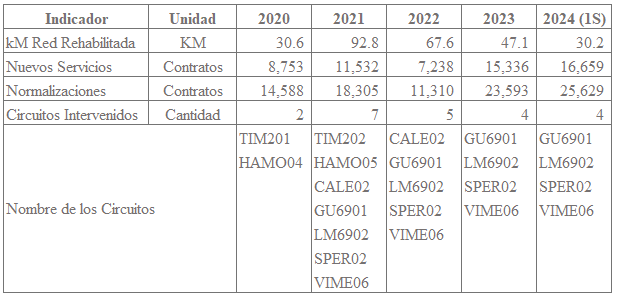 Indicador Unidad 2020 2021 2022 2023 2024 (1S)
kM Red Rehabilitada KM 30.6 92.8 67.6 47.1 30.2
Nuevos Servicios Contratos 8,753 11,532 7,238 15,336 16,659
Normalizaciones Contratos 14,588 18,305 11,310 23,593 25,629
Circuitos Intervenidos Cantidad 2 7 5 4 4
Nombre de los Circuitos
TIM201 TIM202 CALE02 GU6901 GU6901
HAMO04 HAMO05 GU6901 LM6902 LM6902
CALE02 LM6902 SPER02 SPER02
GU6901 SPER02 VIME06 VIME06
LM6902 VIME06
SPER02
VIME06